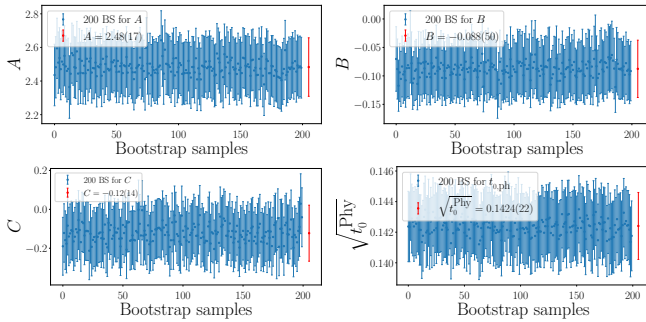 2.8
2.6
2.4
2.2
A
200 BS for A
A = 2.48(17)
0
50
100
150
200
Bootstrap samples
0.00
−0.05
−0.10
−0.15
B
200 BS for B
B = −0.088(50)
0
50
100
150
200
Bootstrap samples
0.2
0.0
−0.2
C
200 BS for C
C = −0.12(14)
0
50
100
150
200
Bootstrap samples
0.146
0.144
0.142
0.140
√t₀^Phy
200 BS for t₀,ph
√t₀^Phy = 0.1424(22)
0
50
100
150
200
Bootstrap samples